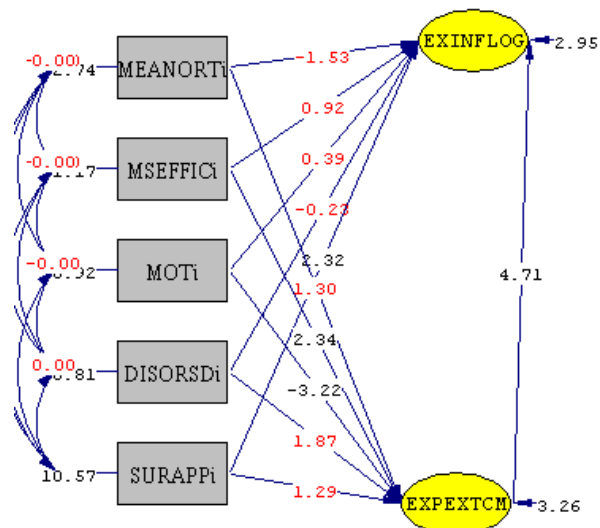 EXINFLOG
2.95
-0.00
MEANORTi
-1.53
0.92
-0.00
MSEFFICi
0.39
-0.23
2.32
-0.00
MOTi
1.30
4.71
2.34
0.00
DISORSDi
-3.22
1.87
10.57
SURAPPi
1.29
EXPEXTCM
3.26